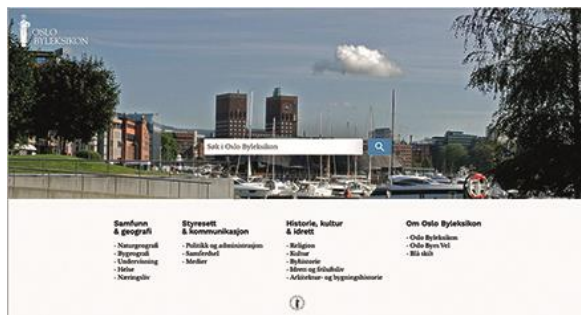 OSLO
BYLEKSIKON
Søk i Oslo Byleksikon
Samfunn
& geografi
- Naturgeografi
- Bygeografi
- Undervisning
- Helse
- Næringsliv
Styresett
& kommunikasjon
- Politikk og administrasjon
- Samferdsel
- Medier
Historie, kultur
& idrett
- Religion
- Kultur
- Byhistorie
- Idrett og friluftsliv
- Arkitektur- og bygningshistorie
Om Oslo Byleksikon
- Oslo Byleksikon
- Oslo Byes Vel
- Blå skilt